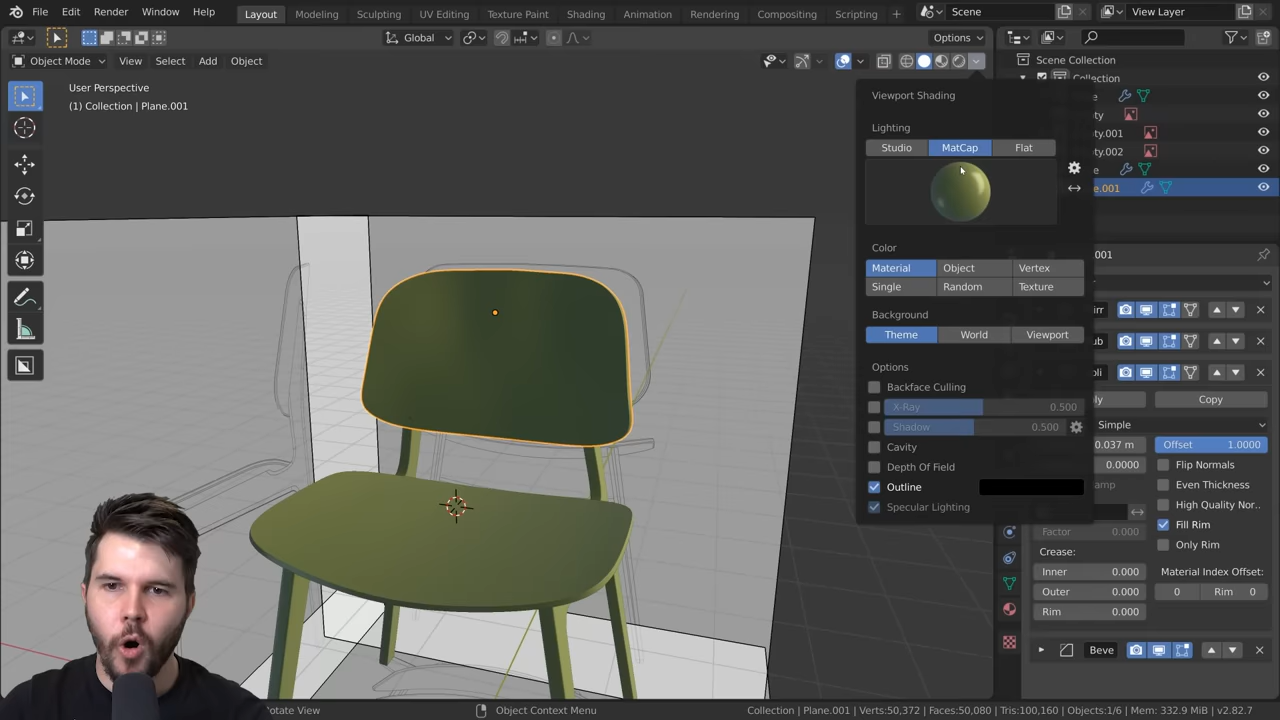 File Edit Render Window Help Layout Modeling Sculpting UV Editing Texture Paint Shading Animation Rendering Compositing Scripting + Scene View Layer
Global Options
Object Mode View Select Add Object
User Perspective
(1) Collection | Plane.001
Viewport Shading
Lighting
Studio MatCap Flat
Color
Material Object Vertex
Single Random Texture
Background
Theme World Viewport
Options
Backface Culling
X-Ray 0.500
Shadow 0.500
Cavity
Depth Of Field
Outline
Specular Lighting
Scene Collection
Collection
e
ty
ty.001
ty.002
e
e.001
001
irr
ub
oli
ly Copy
Simple
0.037 m Offset 1.0000
0.0000 Flip Normals
amp Even Thickness
High Quality Nor..
Fill Rim
Factor 0.000
Only Rim
Crease:
Inner 0.000 Material Index Offset:
Outer 0.000 0 Rim 0
Rim 0.000
Beve
otate View Object Context Menu Collection | Plane.001 | Verts:50,372 | Faces:50,080 | Tris:100,160 | Objects:1/6 | Mem: 332.9 MiB | v2.82.7